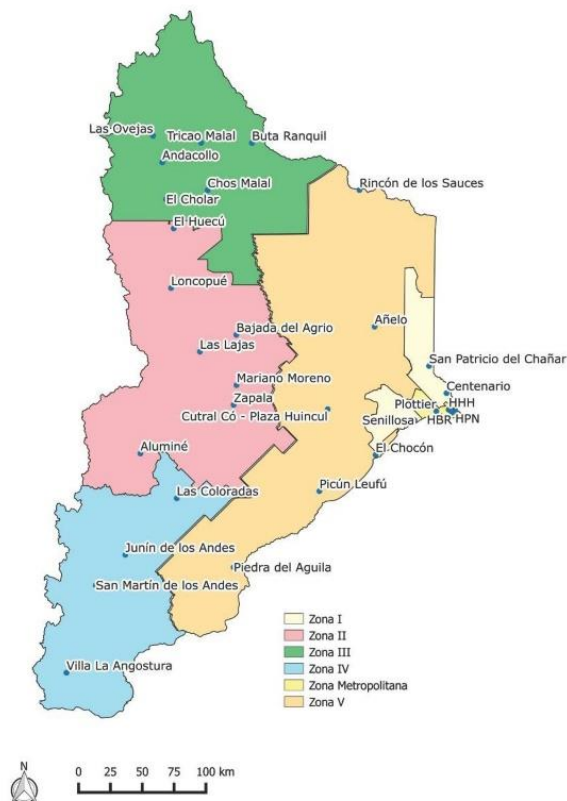 Las Ovejas
Tricao Malal
Buta Ranquil
Andacollo
Chos Malal
Rincón de los Sauces
El Cholar
El Huecú
Loncopué
Bajada del Agrio
Añelo
Las Lajas
San Patricio del Chañar
Mariano Moreno
Centenario
Zapala
Plottier
HHH
Cutral Có - Plaza Huincul
Senillosa
HBR
HPN
El Chocón
Aluminé
Las Coloradas
Picún Leufú
Junín de los Andes
Piedra del Aguila
San Martín de los Andes
Villa La Angostura
Zona I
Zona II
Zona III
Zona IV
Zona Metropolitana
Zona V
N
0 25 50 75 100 km